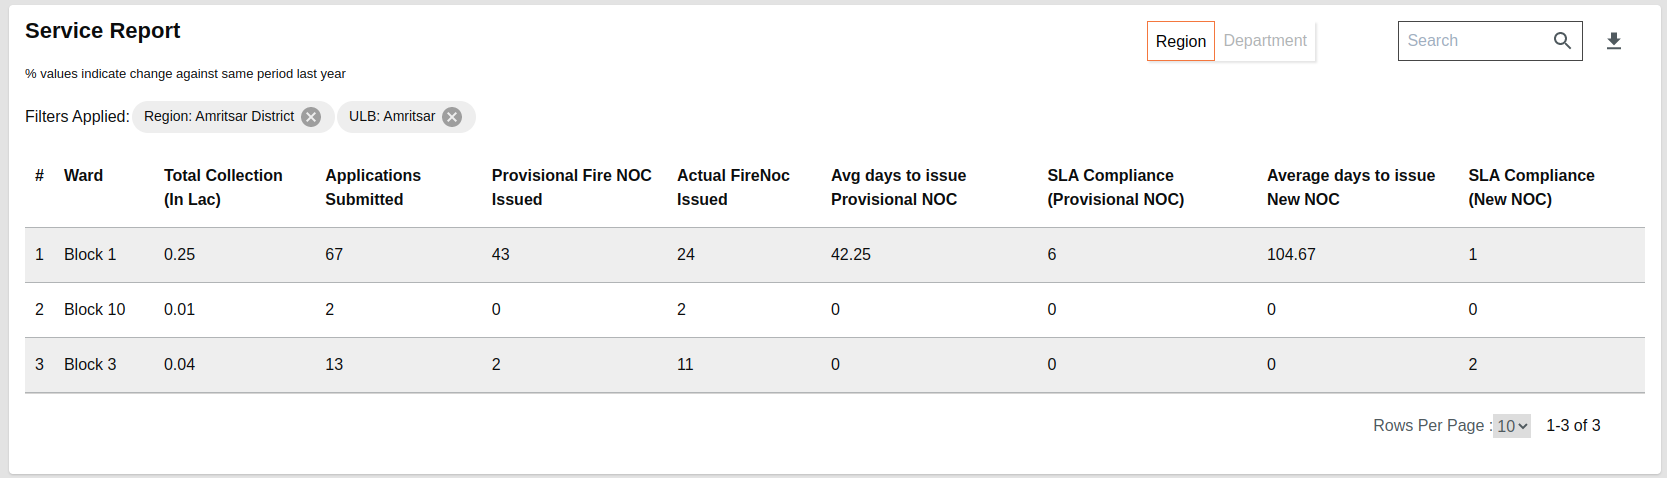 Service Report
Region Department
Search
% values indicate change against same period last year
Filters Applied: Region: Amritsar District ULB: Amritsar
# Ward Total Collection (In Lac) Applications Submitted Provisional Fire NOC Issued Actual FireNoc Issued Avg days to issue Provisional NOC SLA Compliance (Provisional NOC) Average days to issue New NOC SLA Compliance (New NOC)
1 Block 1 0.25 67 43 24 42.25 6 104.67 1
2 Block 10 0.01 2 0 2 0 0 0 0
3 Block 3 0.04 13 2 11 0 0 0 2
Rows Per Page : 10 1-3 of 3